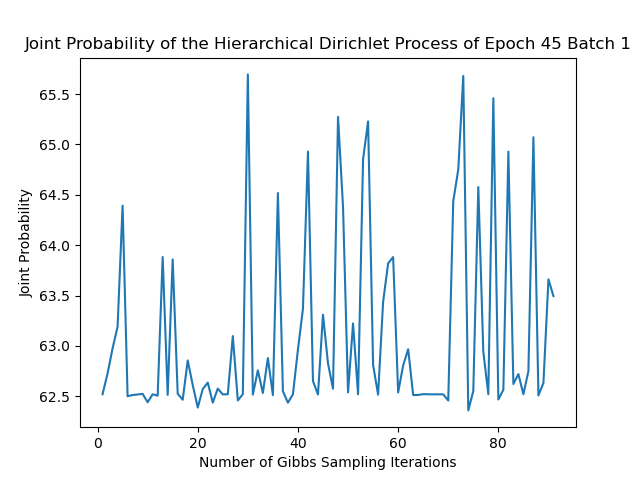 Joint Probability of the Hierarchical Dirichlet Process of Epoch 45 Batch 1
65.5
65.0
64.5
64.0
63.5
63.0
62.5
Joint Probability
0 20 40 60 80
Number of Gibbs Sampling Iterations